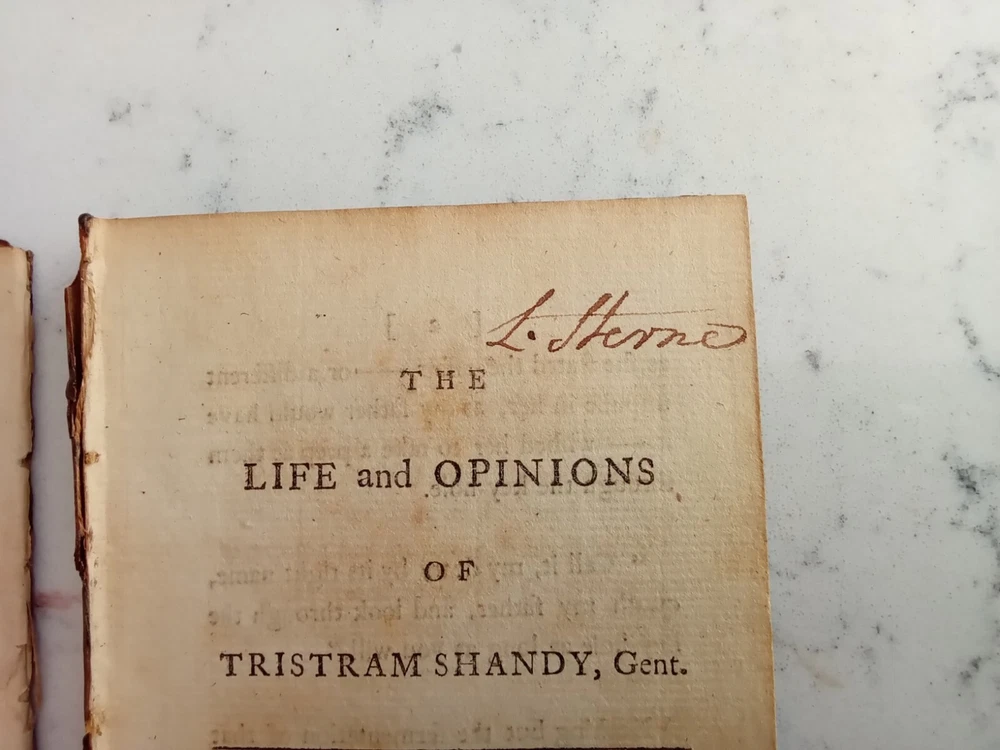 L. Sterne
THE
LIFE and OPINIONS
OF
TRISTRAM SHANDY, Gent.